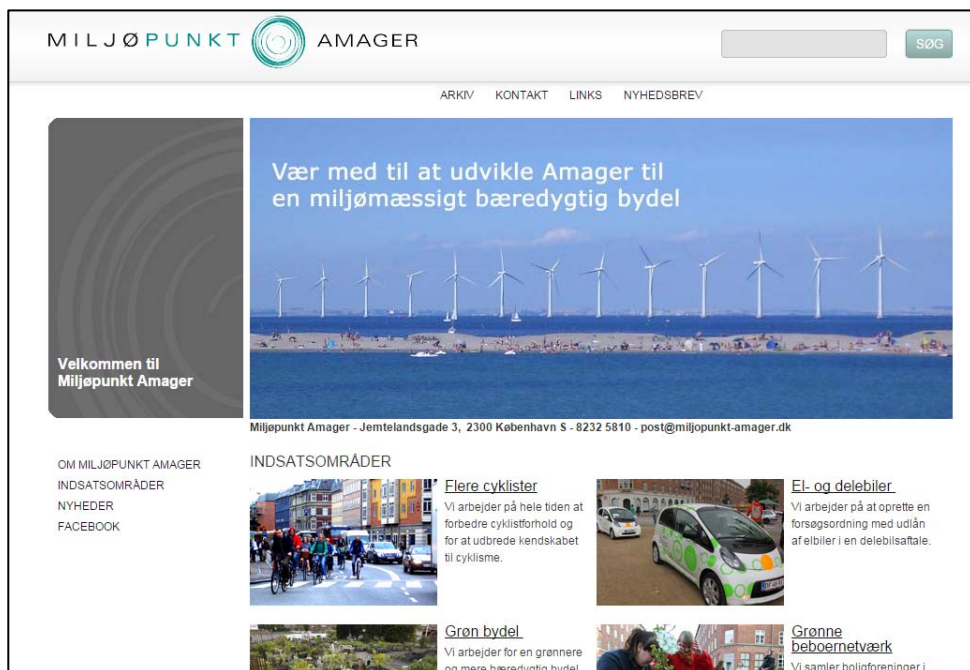 MILJØPUNKT AMAGER
SØG
ARKIV KONTAKT LINKS NYHEDSBREV
Vær med til at udvikle Amager til
en miljømæssigt bæredygtig bydel
Velkommen til
Miljøpunkt Amager
Miljøpunkt Amager - Jemtelandsgade 3, 2300 København S - 8232 5810 - post@miljopunkt-amager.dk
OM MILJØPUNKT AMAGER
INDSATSOMRÅDER
NYHEDER
FACEBOOK
INDSATSOMRÅDER
Flere cyklister
Vi arbejder på hele tiden at
forbedre cyklistforhold og
for at udbrede kendskabet
til cyklisme.
El- og delebiler
Vi arbejder på at oprette en
forsøgsordning med udlån
af elbiler i en delebilsaftale.
Grøn bydel
Vi arbejder for en grønnere
og mere bæredygtig bydel
Grønne
beboernetværk
Vi samler boligforeninger i